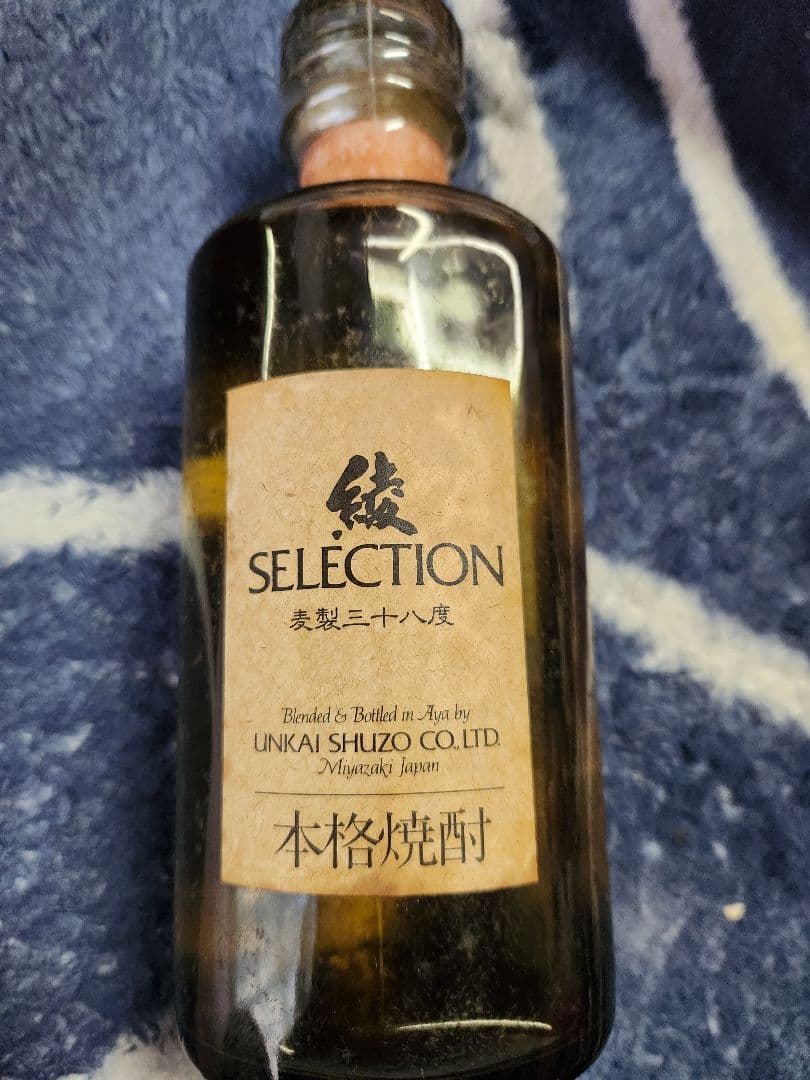 綾
SELECTION
麦製三十八度
Blended & Bottled in Aya by
UNKAI SHUZO CO., LTD.
Miyazaki Japan
本格焼酎